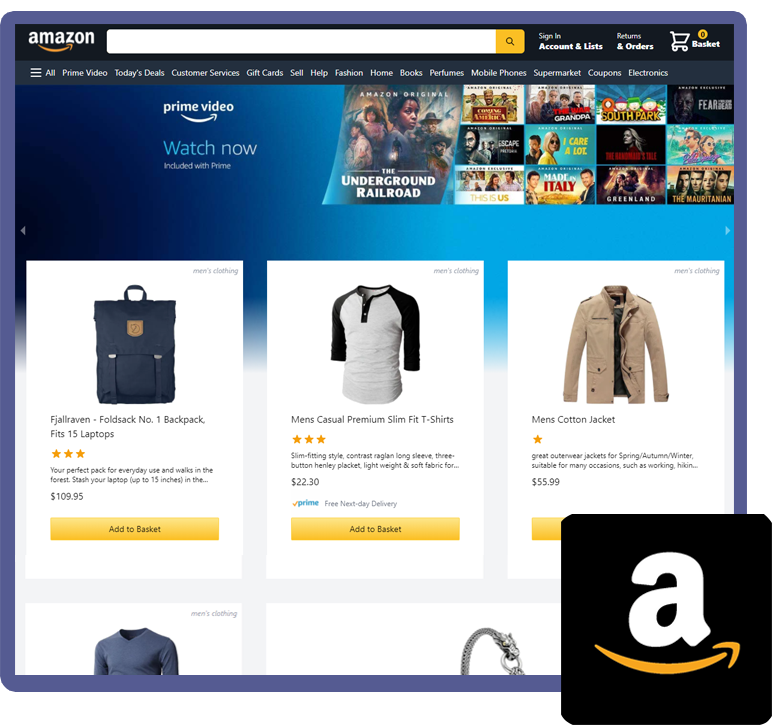 amazon
Sign In
Account & Lists
Returns
& Orders
0
Basket
All Prime Video Today's Deals Customer Services Gift Cards Sell Help Fashion Home Books Perfumes Mobile Phones Supermarket Coupons Electronics
prime video
Watch now
Included with Prime
AMAZON ORIGINAL
THE
UNDERGROUND
RAILROAD
COMING
AMERICA
GRANDPA
SOUTH PARK
FEAR
ESCAPE
PRETORIA
I CARE
A LOT.
THE HANDMAID'S TALE
THIS IS US
MADE IN
ITALY
GREENLAND
THE MAURITANIAN
men's clothing
Fjallraven - Foldsack No. 1 Backpack,
Fits 15 Laptops
Your perfect pack for everyday use and walks in the
forest. Stash your laptop (up to 15 inches) in the...
$109.95
Add to Basket
men's clothing
Mens Casual Premium Slim Fit T-Shirts
Slim-fitting style, contrast raglan long sleeve, three-
button henley placket, light weight & soft fabric for...
$22.30
prime Free Next-day Delivery
Add to Basket
men's clothing
Mens Cotton Jacket
great outerwear jackets for Spring/Autumn/Winter,
suitable for many occasions, such as working, hikin...
$55.99
men's clothing
a